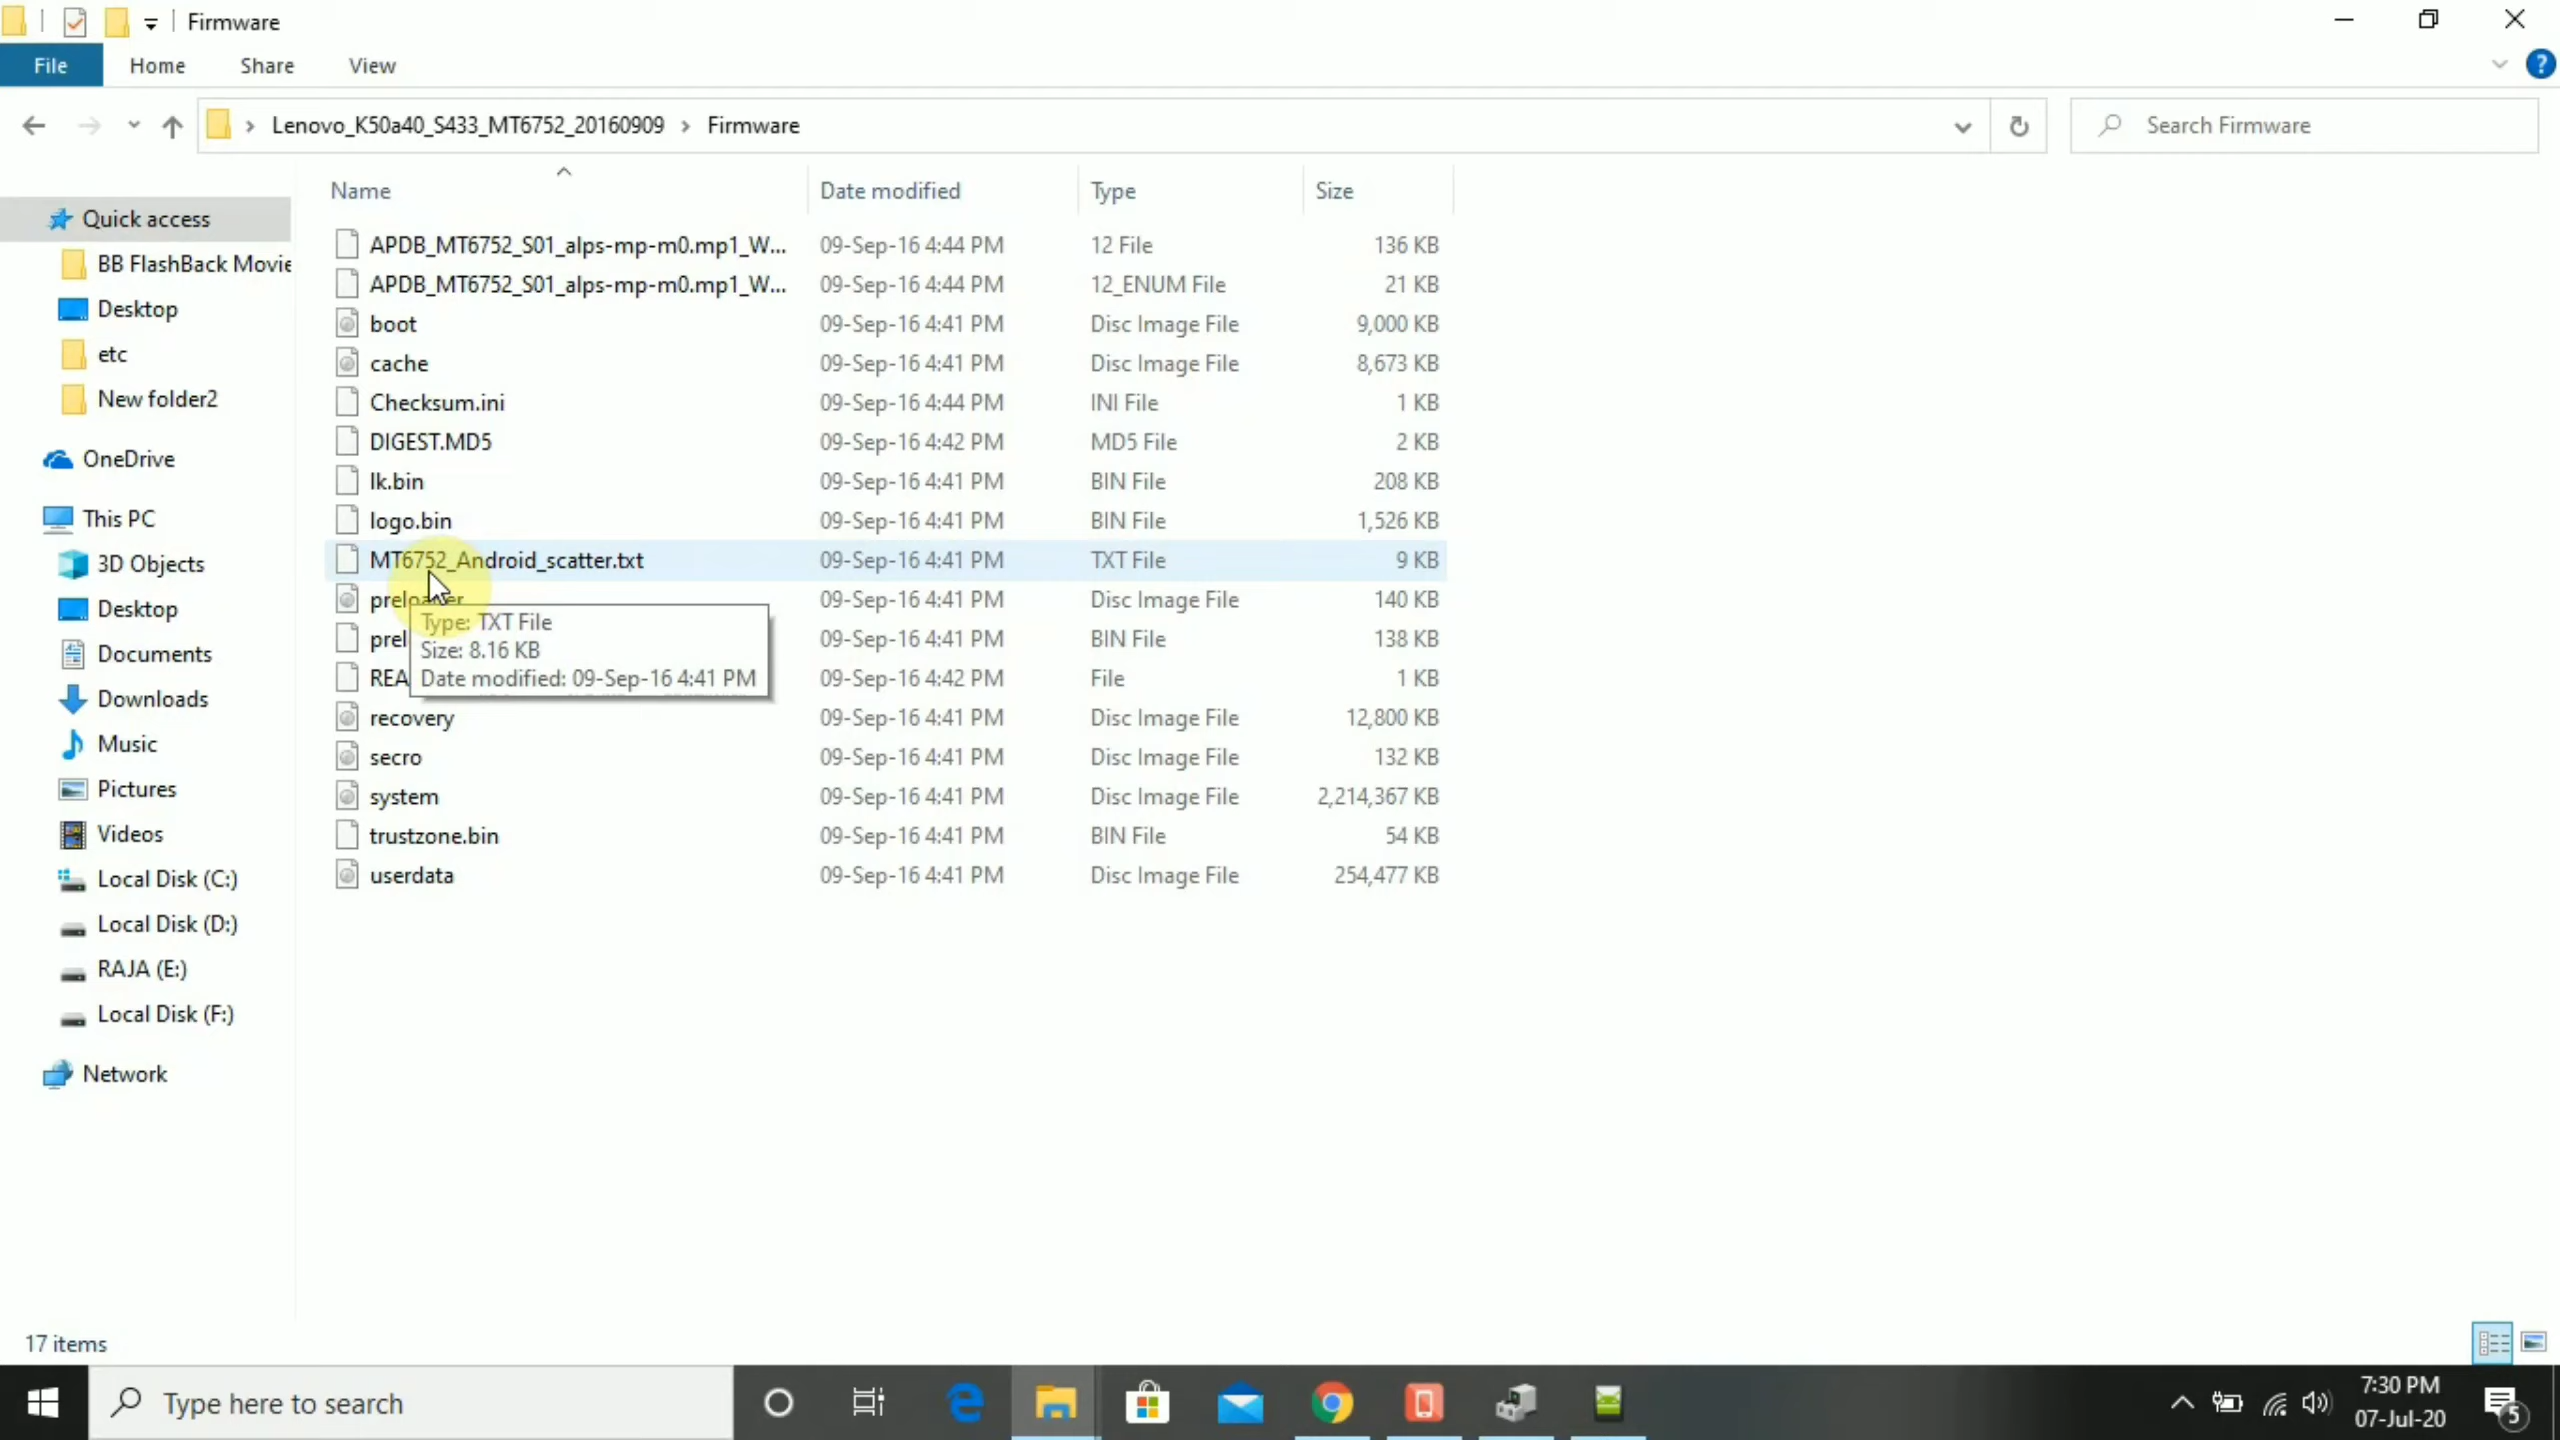 Firmware
File Home Share View
Lenovo_K50a40_S433_MT6752_20160909 › Firmware
Search Firmware
Name Date modified Type Size
APDB_MT6752_S01_alps-mp-m0.mp1_W... 09-Sep-16 4:44 PM 12 File 136 KB
APDB_MT6752_S01_alps-mp-m0.mp1_W... 09-Sep-16 4:44 PM 12_ENUM File 21 KB
boot 09-Sep-16 4:41 PM Disc Image File 9,000 KB
cache 09-Sep-16 4:41 PM Disc Image File 8,673 KB
Checksum.ini 09-Sep-16 4:44 PM INI File 1 KB
DIGEST.MD5 09-Sep-16 4:42 PM MD5 File 2 KB
lk.bin 09-Sep-16 4:41 PM BIN File 208 KB
logo.bin 09-Sep-16 4:41 PM BIN File 1,526 KB
MT6752_Android_scatter.txt 09-Sep-16 4:41 PM TXT File 9 KB
preloader 09-Sep-16 4:41 PM Disc Image File 140 KB
prel 09-Sep-16 4:41 PM BIN File 138 KB
REA 09-Sep-16 4:42 PM File 1 KB
Type: TXT File
Size: 8.16 KB
Date modified: 09-Sep-16 4:41 PM
recovery 09-Sep-16 4:41 PM Disc Image File 12,800 KB
secro 09-Sep-16 4:41 PM Disc Image File 132 KB
system 09-Sep-16 4:41 PM Disc Image File 2,214,367 KB
trustzone.bin 09-Sep-16 4:41 PM BIN File 54 KB
userdata 09-Sep-16 4:41 PM Disc Image File 254,477 KB
Quick access
BB FlashBack Movie
Desktop
etc
New folder2
OneDrive
This PC
3D Objects
Desktop
Documents
Downloads
Music
Pictures
Videos
Local Disk (C:)
Local Disk (D:)
RAJA (E:)
Local Disk (F:)
Network
17 items
Type here to search
7:30 PM
07-Jul-20
5